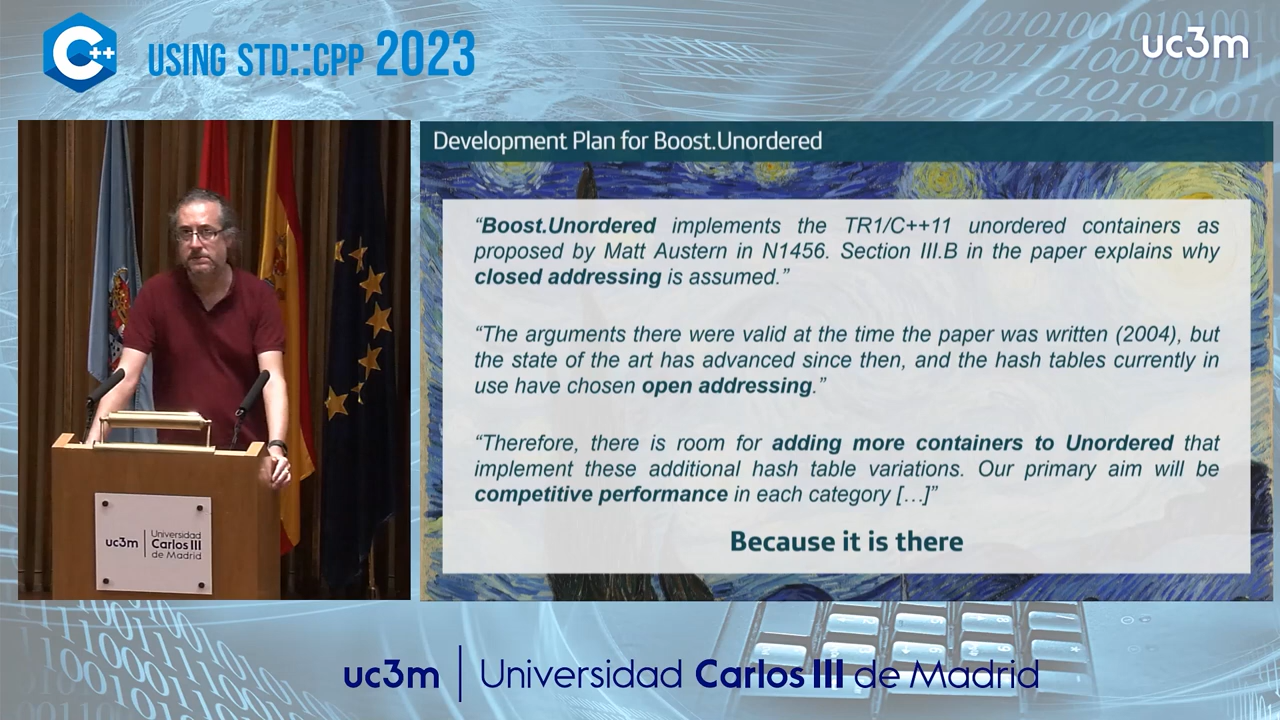 C++
USING STD::CPP 2023
uc3m
Development Plan for Boost.Unordered
“Boost.Unordered implements the TR1/C++11 unordered containers as
proposed by Matt Austern in N1456. Section III.B in the paper explains why
closed addressing is assumed.”
“The arguments there were valid at the time the paper was written (2004), but
the state of the art has advanced since then, and the hash tables currently in
use have chosen open addressing.”
“Therefore, there is room for adding more containers to Unordered that
implement these additional hash table variations. Our primary aim will be
competitive performance in each category […]”
Because it is there
uc3m
Universidad
Carlos III
de Madrid
uc3m | Universidad Carlos III de Madrid